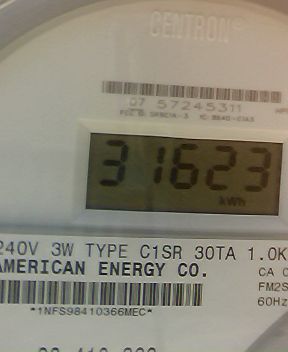 CENTRON®
07 57245311
31623
kWh
240V 3W TYPE C1SR 30TA 1.0K
AMERICAN ENERGY CO.
CA 0
FM2S
60Hz
*1NFS98410366MEC*